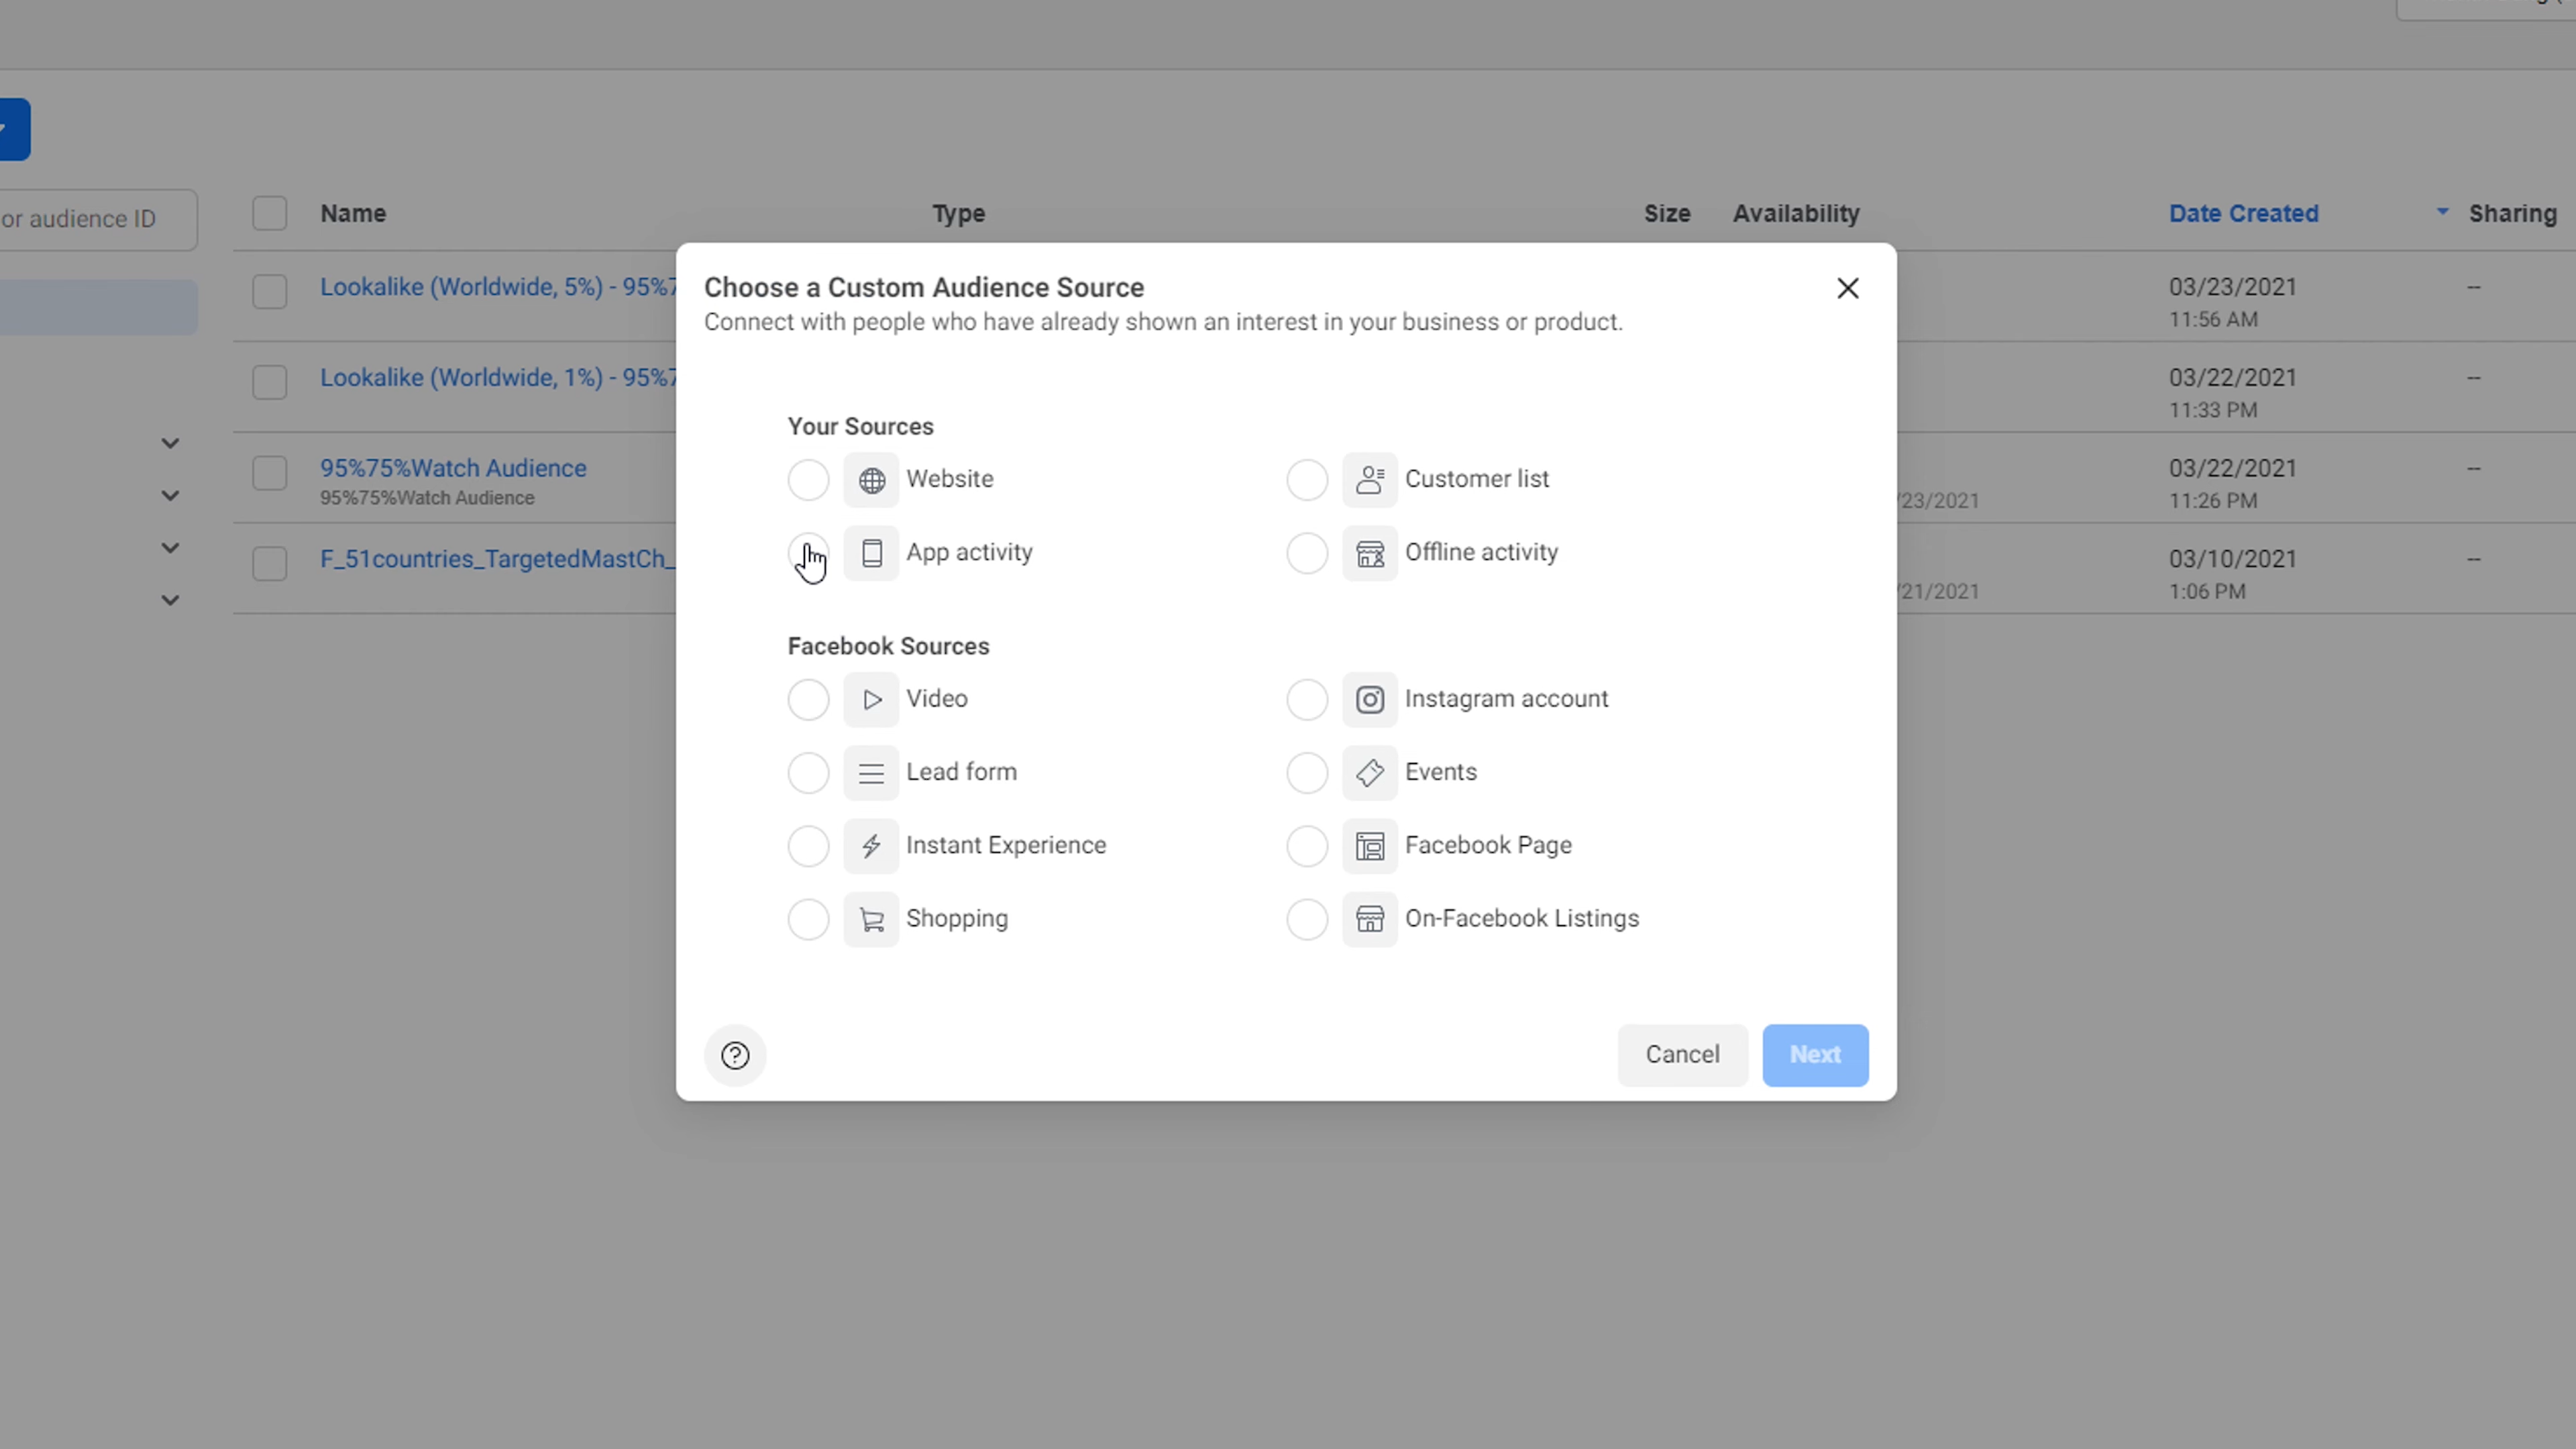 or audience ID
Name Type Size Availability Date Created Sharing
Lookalike (Worldwide, 5%) - 95%7
03/23/2021 --
11:56 AM
Lookalike (Worldwide, 1%) - 95%7
03/22/2021 --
11:33 PM
95%75%Watch Audience
95%75%Watch Audience
/23/2021
03/22/2021 --
11:26 PM
F_51countries_TargetedMastCh_
/21/2021
03/10/2021 --
1:06 PM
Choose a Custom Audience Source
Connect with people who have already shown an interest in your business or product.
Your Sources
Website
Customer list
App activity
Offline activity
Facebook Sources
Video
Instagram account
Lead form
Events
Instant Experience
Facebook Page
Shopping
On-Facebook Listings
Cancel
Next